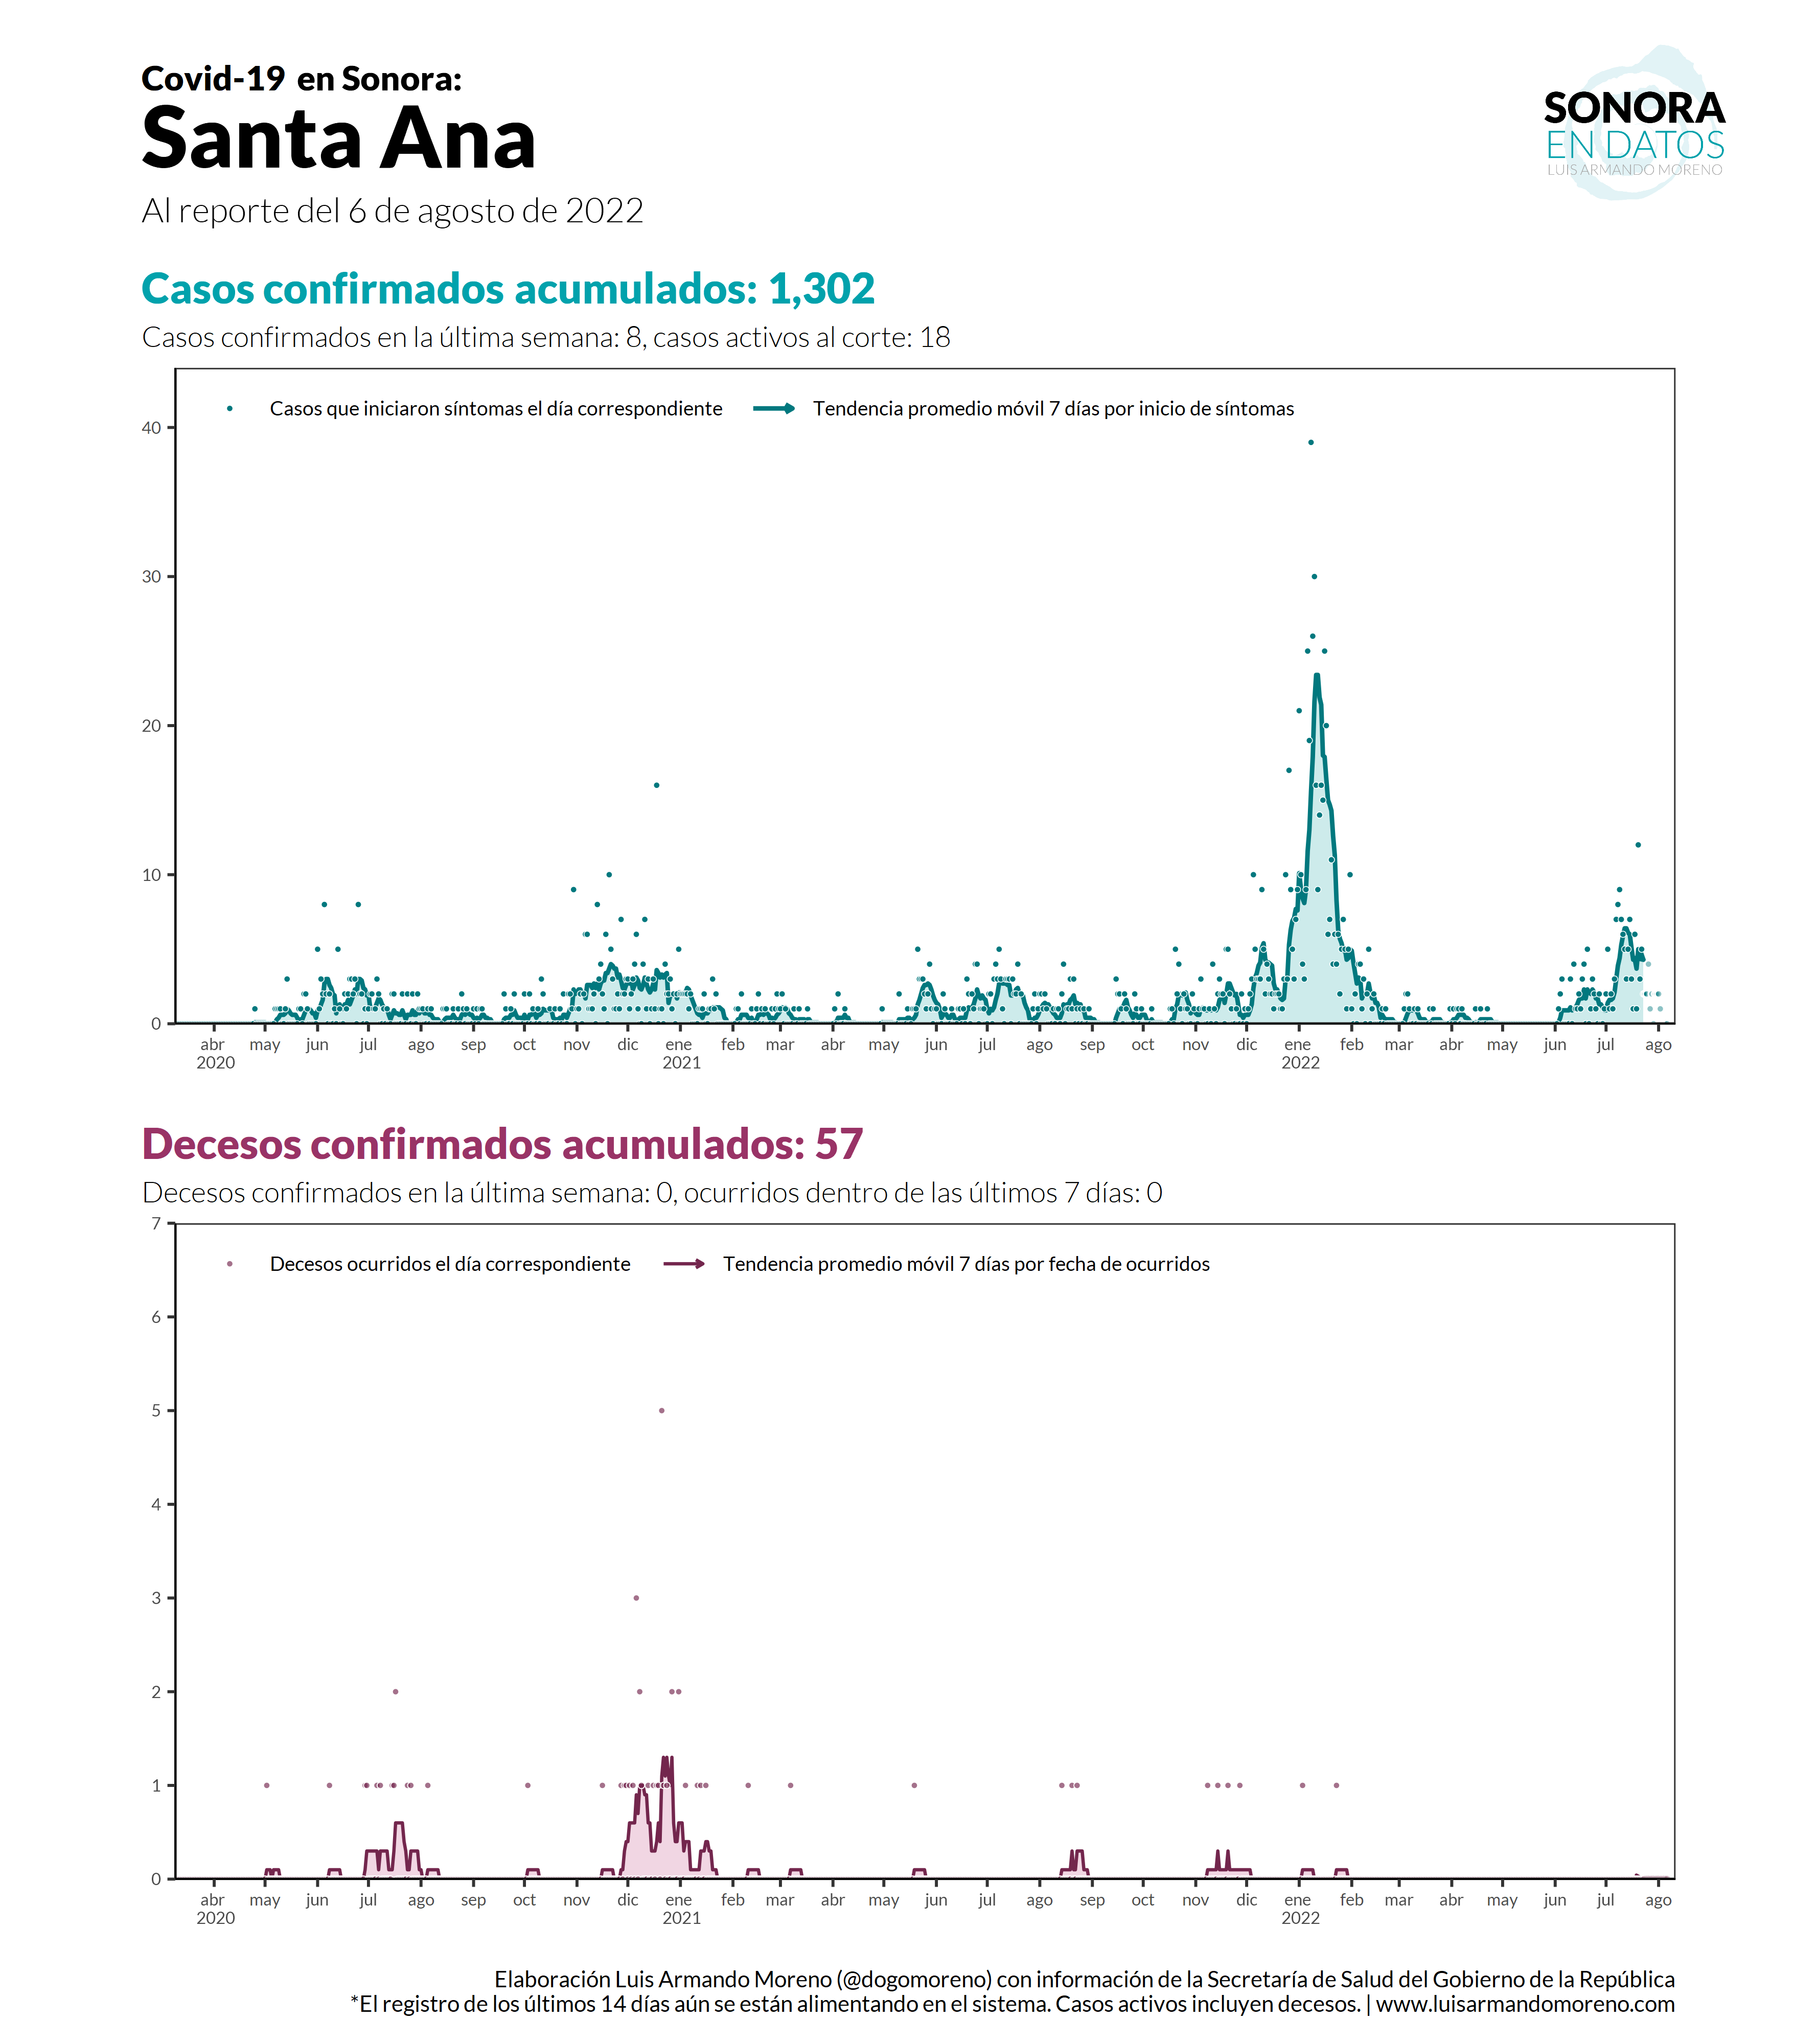 Covid-19 en Sonora:
Santa Ana
Al reporte del 6 de agosto de 2022
SONORA
EN DATOS
LUIS ARMANDO MORENO
Casos confirmados acumulados: 1,302
Casos confirmados en la última semana: 8, casos activos al corte: 18
Casos que iniciaron síntomas el día correspondiente Tendencia promedio móvil 7 días por inicio de síntomas
40
30
20
10
0
abr may jun jul ago sep oct nov dic ene feb mar abr may jun jul ago sep oct nov dic ene feb mar abr may jun jul ago
2020 2021 2022
Decesos confirmados acumulados: 57
Decesos confirmados en la última semana: 0, ocurridos dentro de las últimos 7 días: 0
7
Decesos ocurridos el día correspondiente Tendencia promedio móvil 7 días por fecha de ocurridos
6
5
4
3
2
1
0
abr may jun jul ago sep oct nov dic ene feb mar abr may jun jul ago sep oct nov dic ene feb mar abr may jun jul ago
2020 2021 2022
Elaboración Luis Armando Moreno (@dogomoreno) con información de la Secretaría de Salud del Gobierno de la República
*El registro de los últimos 14 días aún se están alimentando en el sistema. Casos activos incluyen decesos. | www.luisarmandomoreno.com